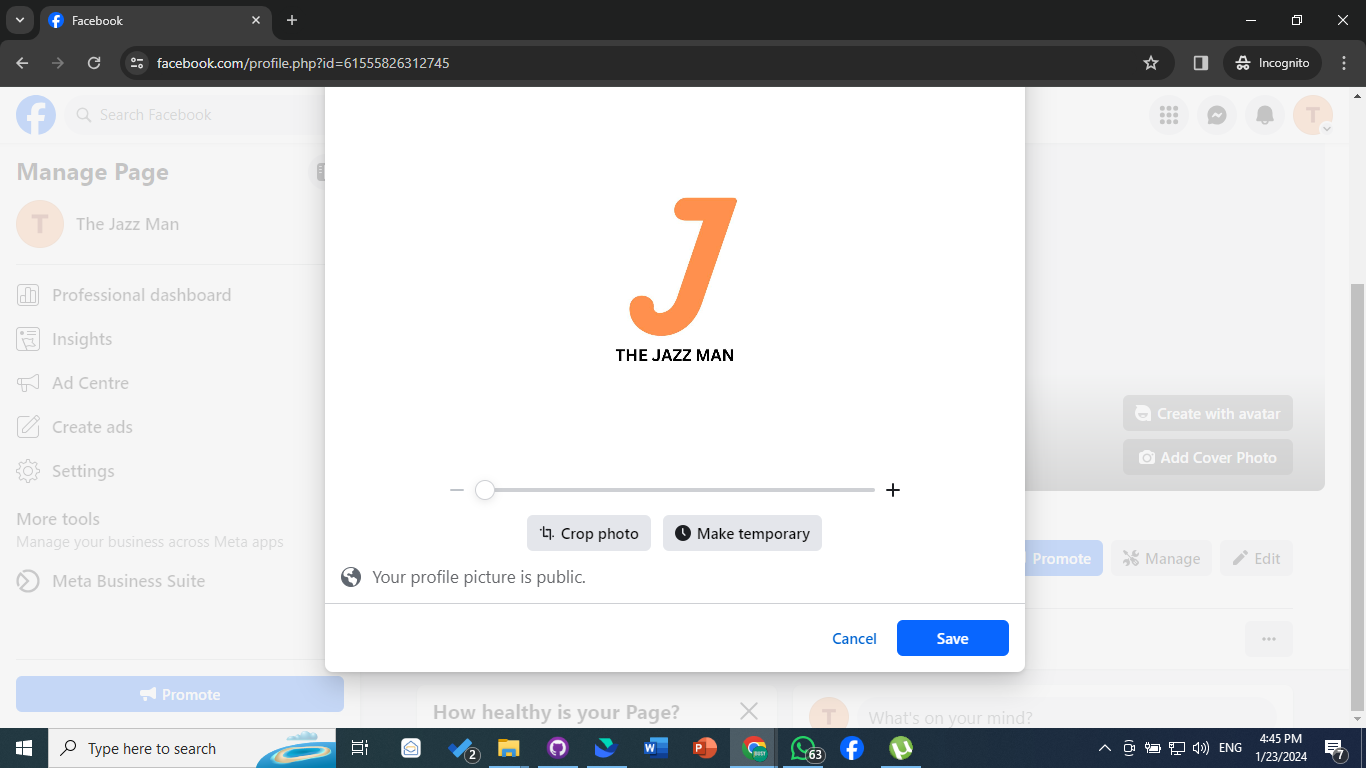 Facebook
facebook.com/profile.php?id=61555826312745
Incognito
Search Facebook
T
Manage Page
T
The Jazz Man
Professional dashboard
Insights
Ad Centre
Create ads
Settings
More tools
Manage your business across Meta apps
Meta Business Suite
Promote
J
THE JAZZ MAN
Crop photo
Make temporary
Your profile picture is public.
Cancel
Save
Create with avatar
Add Cover Photo
Promote
Manage
Edit
How healthy is your Page?
T
What's on your mind?
Type here to search
2
63
ENG
4:45 PM
1/23/2024
7